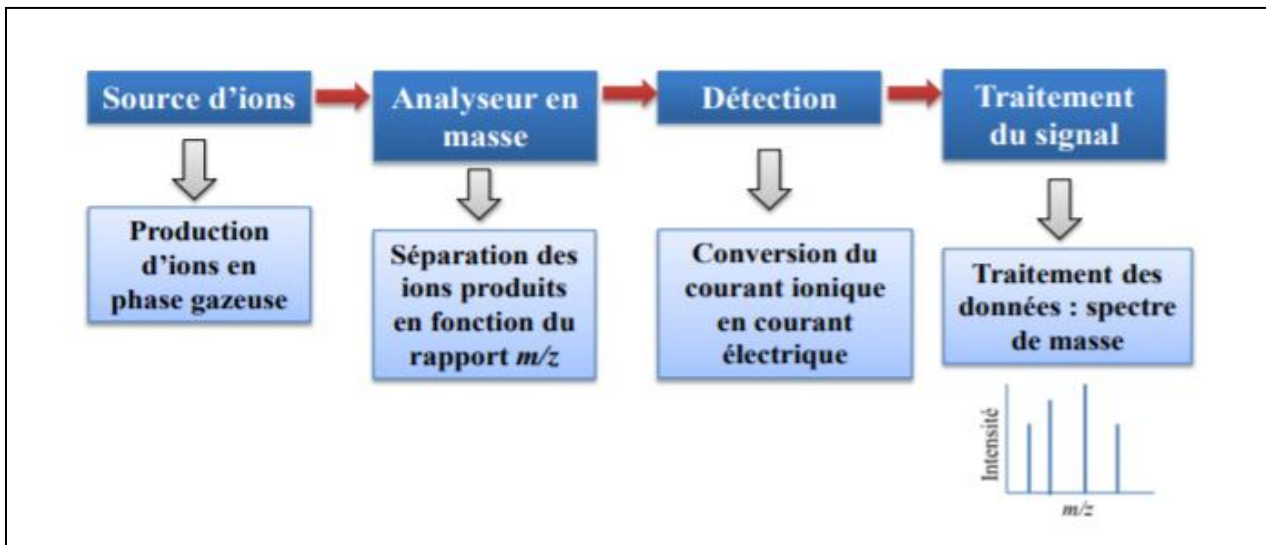 Source d'ions
Analyseur en
masse
Détection
Traitement
du signal
Production
d'ions en
phase gazeuse
Séparation des
ions produits
en fonction du
rapport m/z
Conversion du
courant ionique
en courant
électrique
Traitement des
données : spectre
de masse
Intensité
m/z